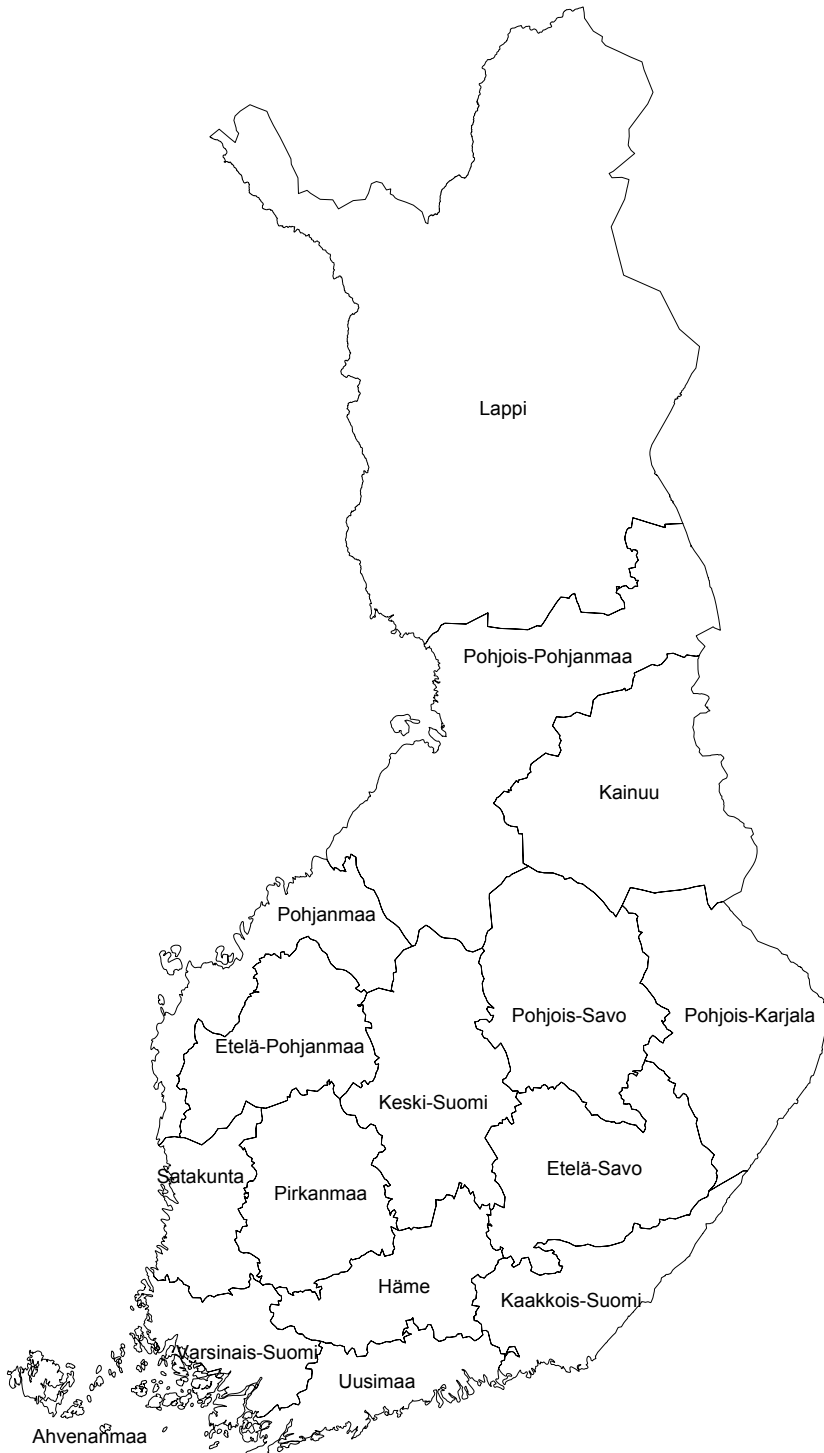 Lappi
Pohjois-Pohjanmaa
Kainuu
Pohjanmaa
Pohjois-Savo
Pohjois-Karjala
Etelä-Pohjanmaa
Keski-Suomi
Etelä-Savo
Satakunta
Pirkanmaa
Häme
Kaakkois-Suomi
Varsinais-Suomi
Uusimaa
Ahvenanmaa